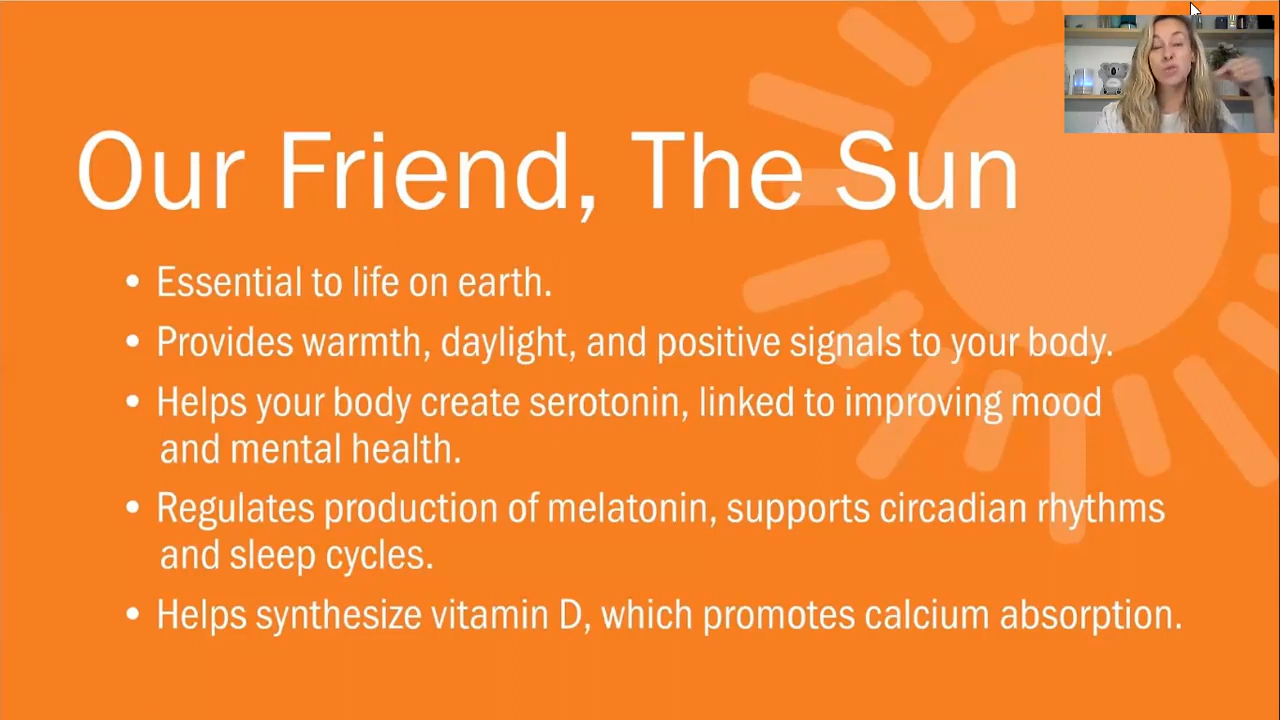 Our Friend, The Sun
• Essential to life on earth.
• Provides warmth, daylight, and positive signals to your body.
• Helps your body create serotonin, linked to improving mood
and mental health.
• Regulates production of melatonin, supports circadian rhythms
and sleep cycles.
• Helps synthesize vitamin D, which promotes calcium absorption.